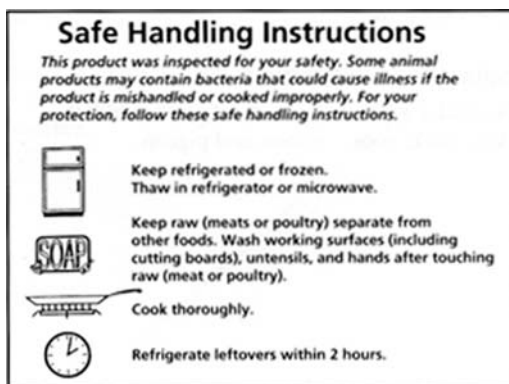 Safe Handling Instructions
This product was inspected for your safety. Some animal
products may contain bacteria that could cause illness if the
product is mishandled or cooked improperly. For your
protection, follow these safe handling instructions.
Keep refrigerated or frozen.
Thaw in refrigerator or microwave.
SOAP
Keep raw (meats or poultry) separate from
other foods. Wash working surfaces (including
cutting boards), untensils, and hands after touching
raw (meat or poultry).
Cook thoroughly.
Refrigerate leftovers within 2 hours.